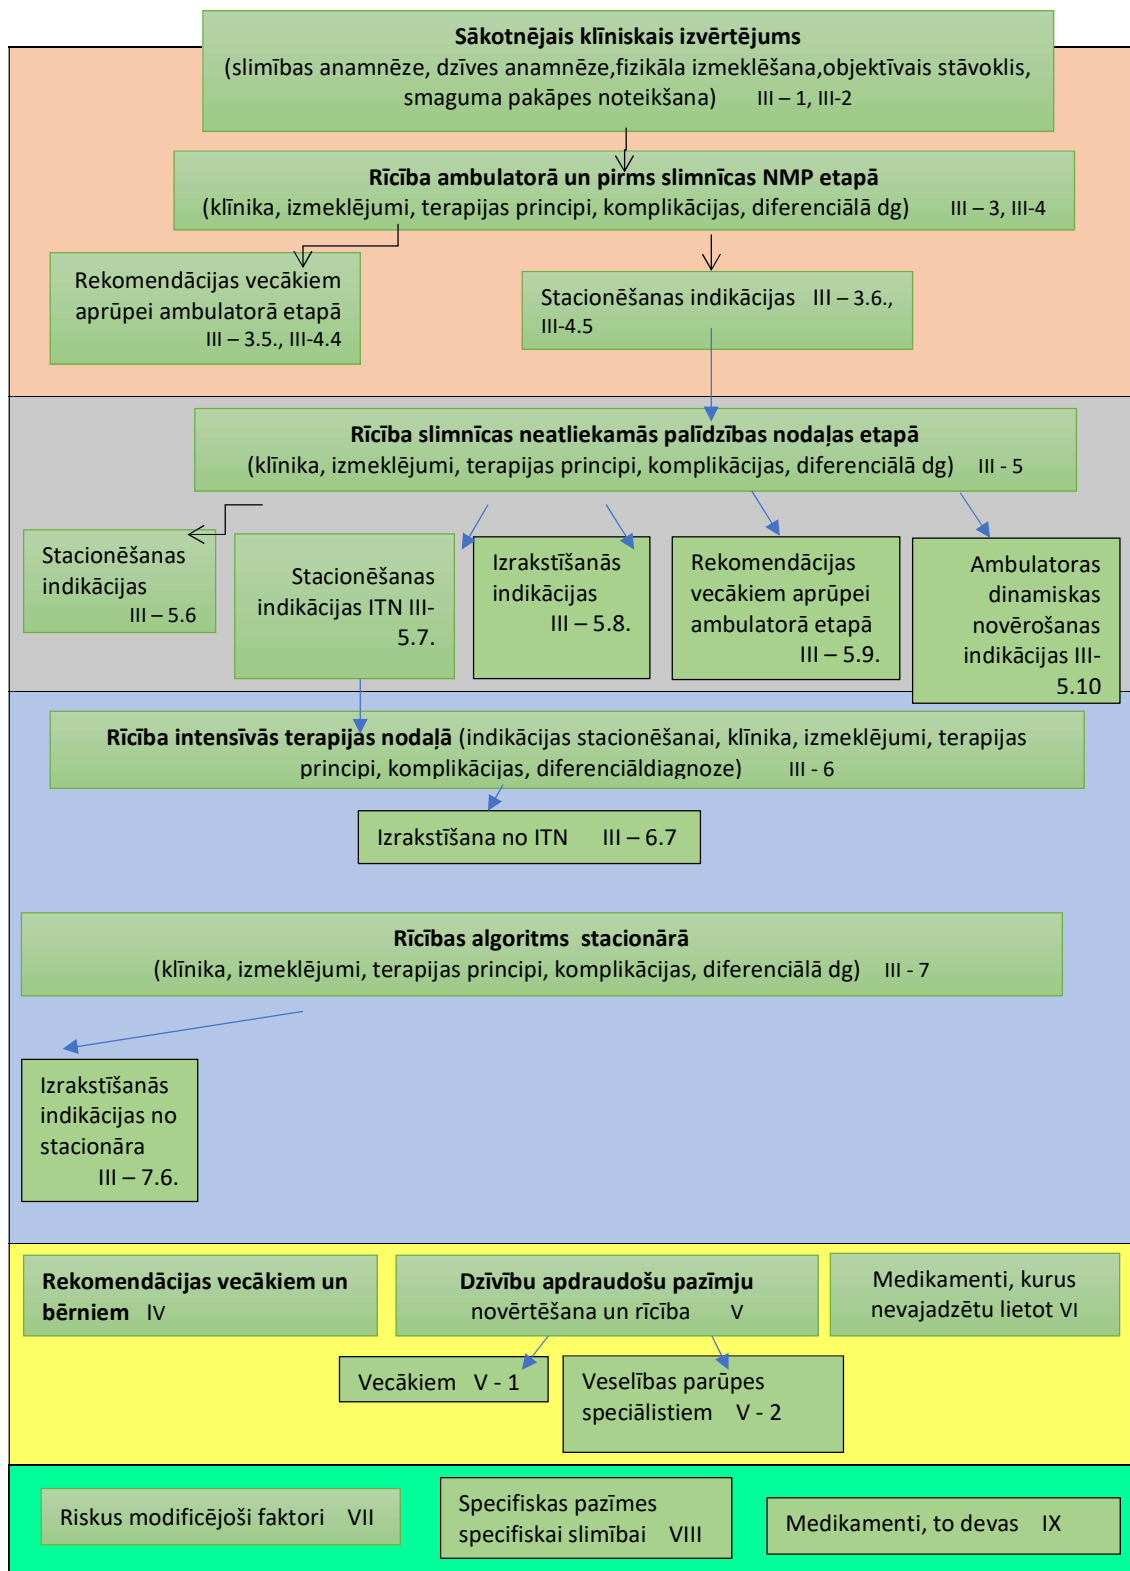 Sākotnējais klīniskais izvērtējums
(slimības anamnēze, dzīves anamnēze,fizikāla izmeklēšana,objektīvais stāvoklis,
smaguma pakāpes noteikšana) III – 1, III-2
Rīcība ambulatorā un pirms slimnīcas NMP etapā
(klīnika, izmeklējumi, terapijas principi, komplikācijas, diferenciālā dg) III – 3, III-4
Rekomendācijas vecākiem
aprūpei ambulatorā etapā
III – 3.5., III-4.4
Stacionēšanas indikācijas III – 3.6.,
III-4.5
Rīcība slimnīcas neatliekamās palīdzības nodaļas etapā
(klīnika, izmeklējumi, terapijas principi, komplikācijas, diferenciālā dg) III - 5
Stacionēšanas
indikācijas
III – 5.6
Stacionēšanas
indikācijas ITN III-
5.7.
Izrakstīšanās
indikācijas
III – 5.8.
Rekomendācijas
vecākiem aprūpei
ambulatorā etapā
III – 5.9.
Ambulatoras
dinamiskas
novērošanas
indikācijas III-
5.10
Rīcība intensīvās terapijas nodaļā (indikācijas stacionēšanai, klīnika, izmeklējumi, terapijas
principi, komplikācijas, diferenciāldiagnoze) III - 6
Izrakstīšana no ITN III – 6.7
Rīcības algoritms stacionārā
(klīnika, izmeklējumi, terapijas principi, komplikācijas, diferenciālā dg) III - 7
Izrakstīšanās
indikācijas no
stacionāra
III – 7.6.
Rekomendācijas vecākiem un
bērniem IV
Dzīvību apdraudošu pazīmju
novērtēšana un rīcība V
Medikamenti, kurus
nevajadzētu lietot VI
Vecākiem V - 1
Veselības parūpes
speciālistiem V - 2
Riskus modificējoši faktori VII
Specifiskas pazīmes
specifiskai slimībai VIII
Medikamenti, to devas IX